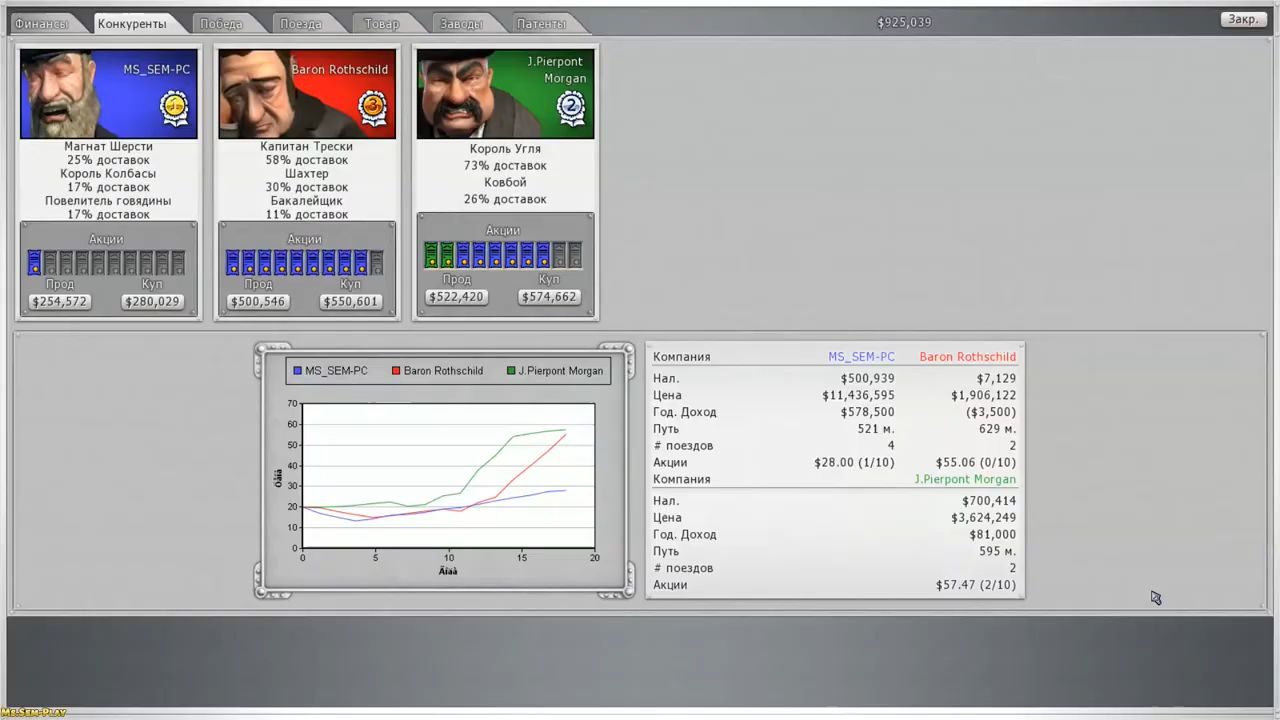 Финансы Конкуренты Победа Поезда Товар Заводы Патенты $925,039 Закр.
MS_SEM-PC
Магнат Шерсти
25% доставок
Король Колбасы
17% доставок
Повелитель говядины
17% доставок
Акции
Прод Куп
$254,572 $280,029
Baron Rothschild
3
Капитан Трески
58% доставок
Шахтер
30% доставок
Бакалейщик
11% доставок
Акции
Прод Куп
$500,546 $550,601
J.Pierpont
Morgan
2
Король Угля
73% доставок
Ковбой
26% доставок
Акции
Прод Куп
$522,420 $574,662
MS_SEM-PC Baron Rothschild J.Pierpont Morgan
70
60
50
40
30
20
10
0
0 5 10 15 20
Öåíà
Äîäà
Компания MS_SEM-PC Baron Rothschild
Нал. $500,939 $7,129
Цена $11,436,595 $1,906,122
Год. Доход $578,500 ($3,500)
Путь 521 м. 629 м.
# поездов 4 2
Акции $28.00 (1/10) $55.06 (0/10)
Компания J.Pierpont Morgan
Нал. $700,414
Цена $3,624,249
Год. Доход $81,000
Путь 595 м.
# поездов 2
Акции $57.47 (2/10)
Ms.Sem-Play